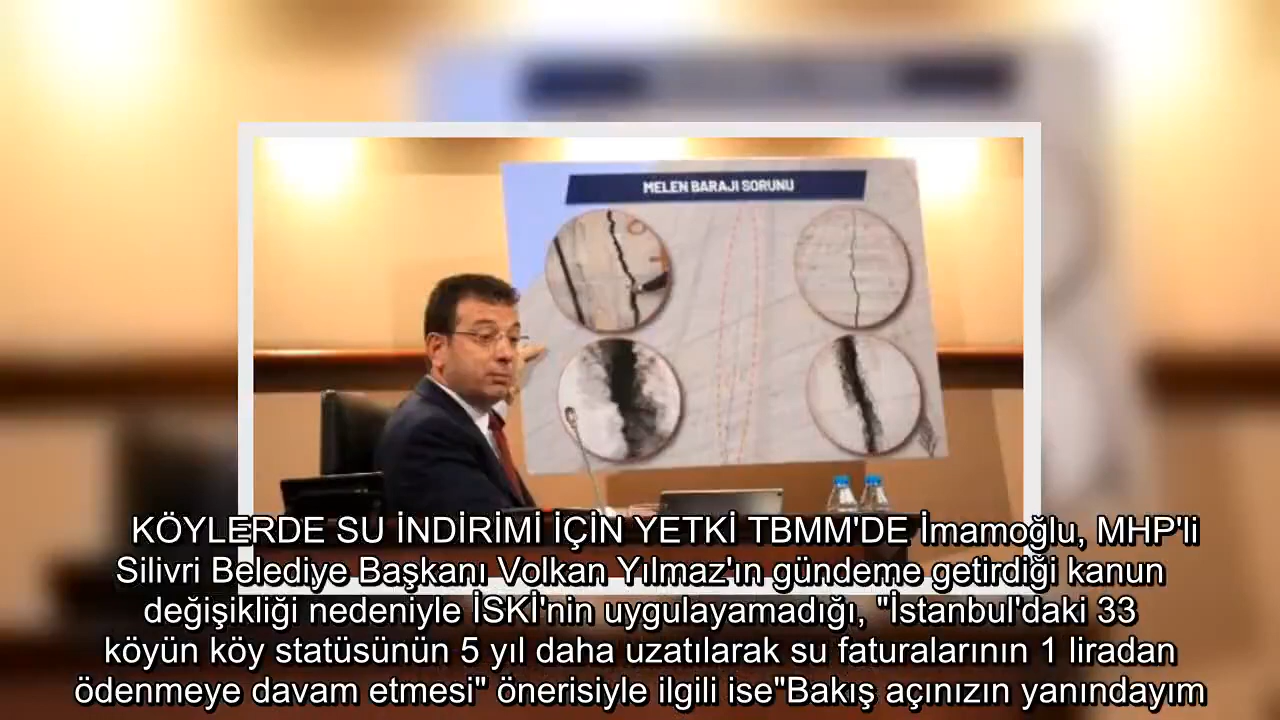 MELEN BARAJI SORUNU
KÖYLERDE SU İNDİRİMİ İÇİN YETKİ TBMM'DE İmamoğlu, MHP'li
Silivri Belediye Başkanı Volkan Yılmaz'ın gündeme getirdiği kanun
değişikliği nedeniyle İSKİ'nin uygulayamadığı, "İstanbul'daki 33
köyün köy statüsünün 5 yıl daha uzatılarak su faturalarının 1 liradan
ödenmeye davam etmesi" önerisiyle ilgili ise"Bakış açınızın yanındayım